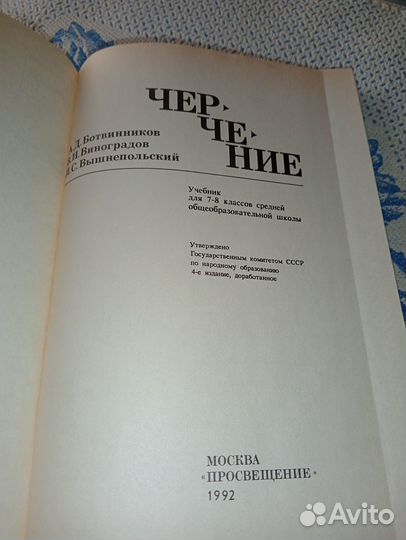 ЧЕР-
ЧЕ-
НИЕ
А.Д.Ботвинников
В.Н.Виноградов
И.С.Вышнепольский
Учебник
для 7-8 классов средней
общеобразовательной школы
Утверждено
Государственным комитетом СССР
по народному образованию
4-е издание, доработанное
МОСКВА
"ПРОСВЕЩЕНИЕ"
1992
Avito